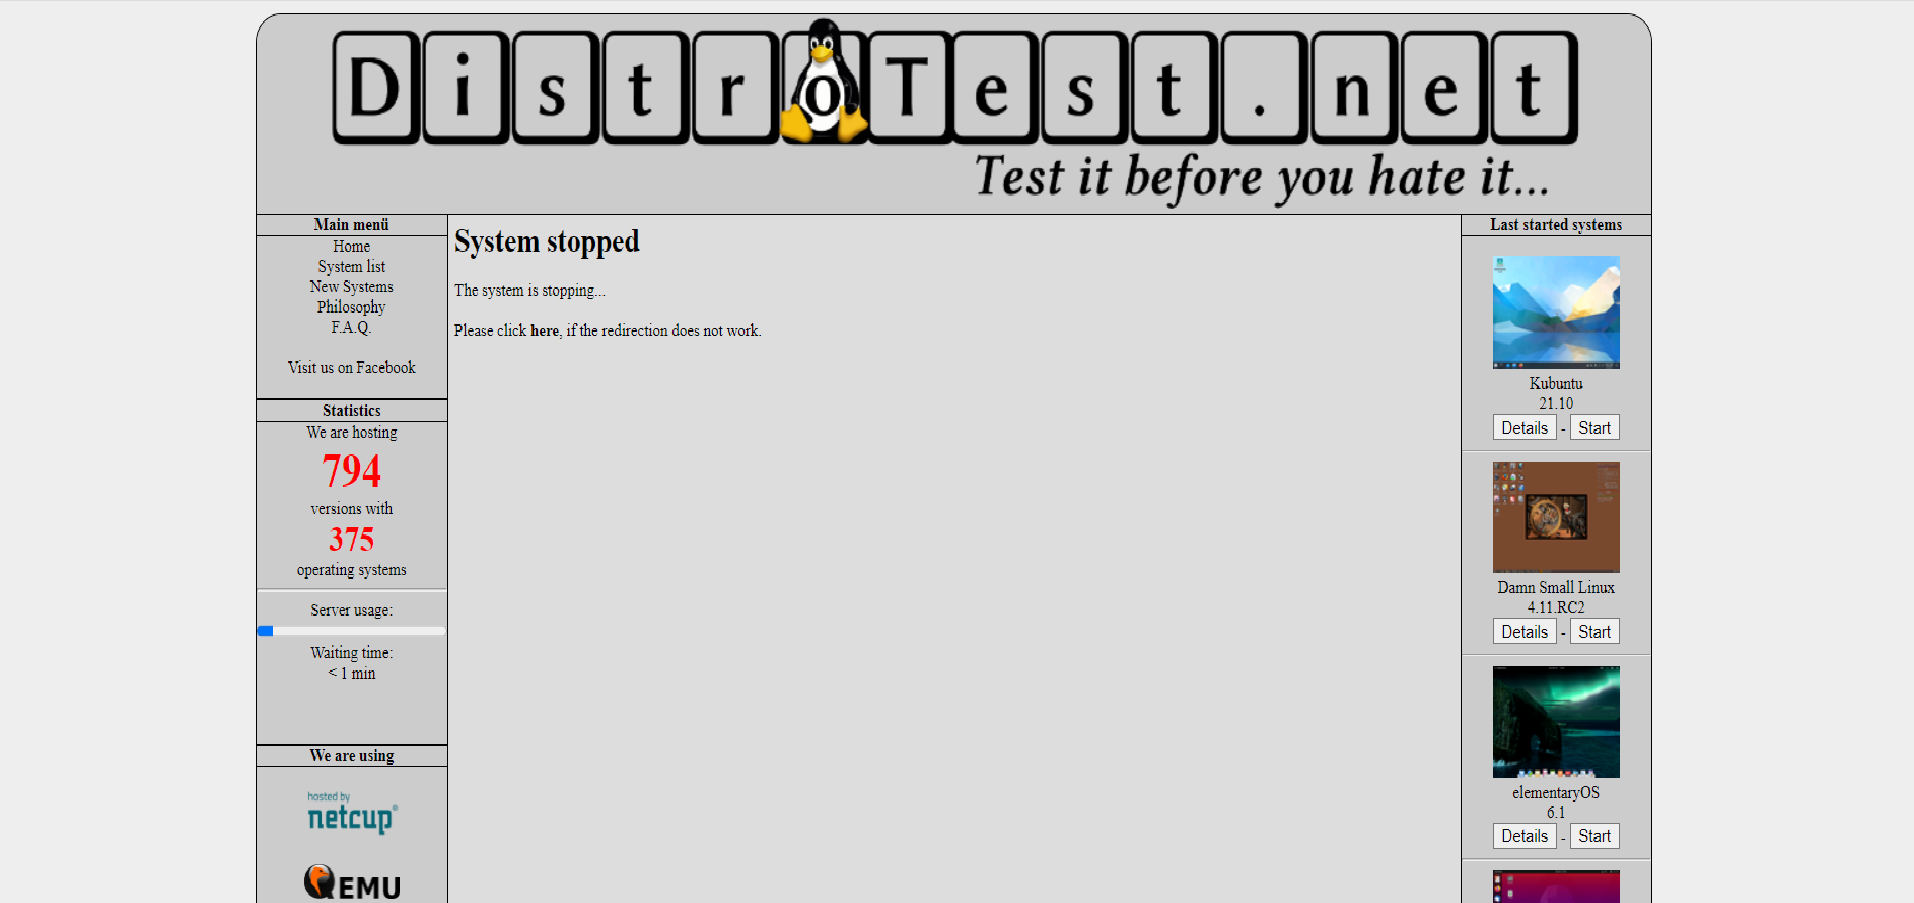 DistroTest.net
Test it before you hate it...
Main menü
Home
System list
New Systems
Philosophy
F.A.Q.
Visit us on Facebook
Statistics
We are hosting
794
versions with
375
operating systems
Server usage:
Waiting time:
< 1 min
We are using
hosted by
netcup®
QEMU
System stopped
The system is stopping...
Please click here, if the redirection does not work.
Last started systems
Kubuntu
21.10
Details - Start
Damn Small Linux
4.11.RC2
Details - Start
elementaryOS
6.1
Details - Start